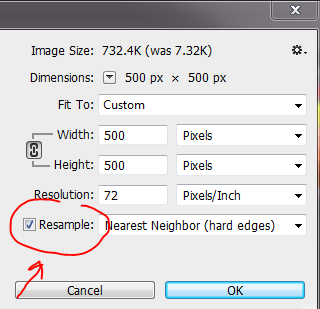 Image Size: 732.4K (was 7.32K)
Dimensions: 500 px × 500 px
Fit To: Custom
Width: 500 Pixels
Height: 500 Pixels
Resolution: 72 Pixels/Inch
Resample: Nearest Neighbor (hard edges)
Cancel OK